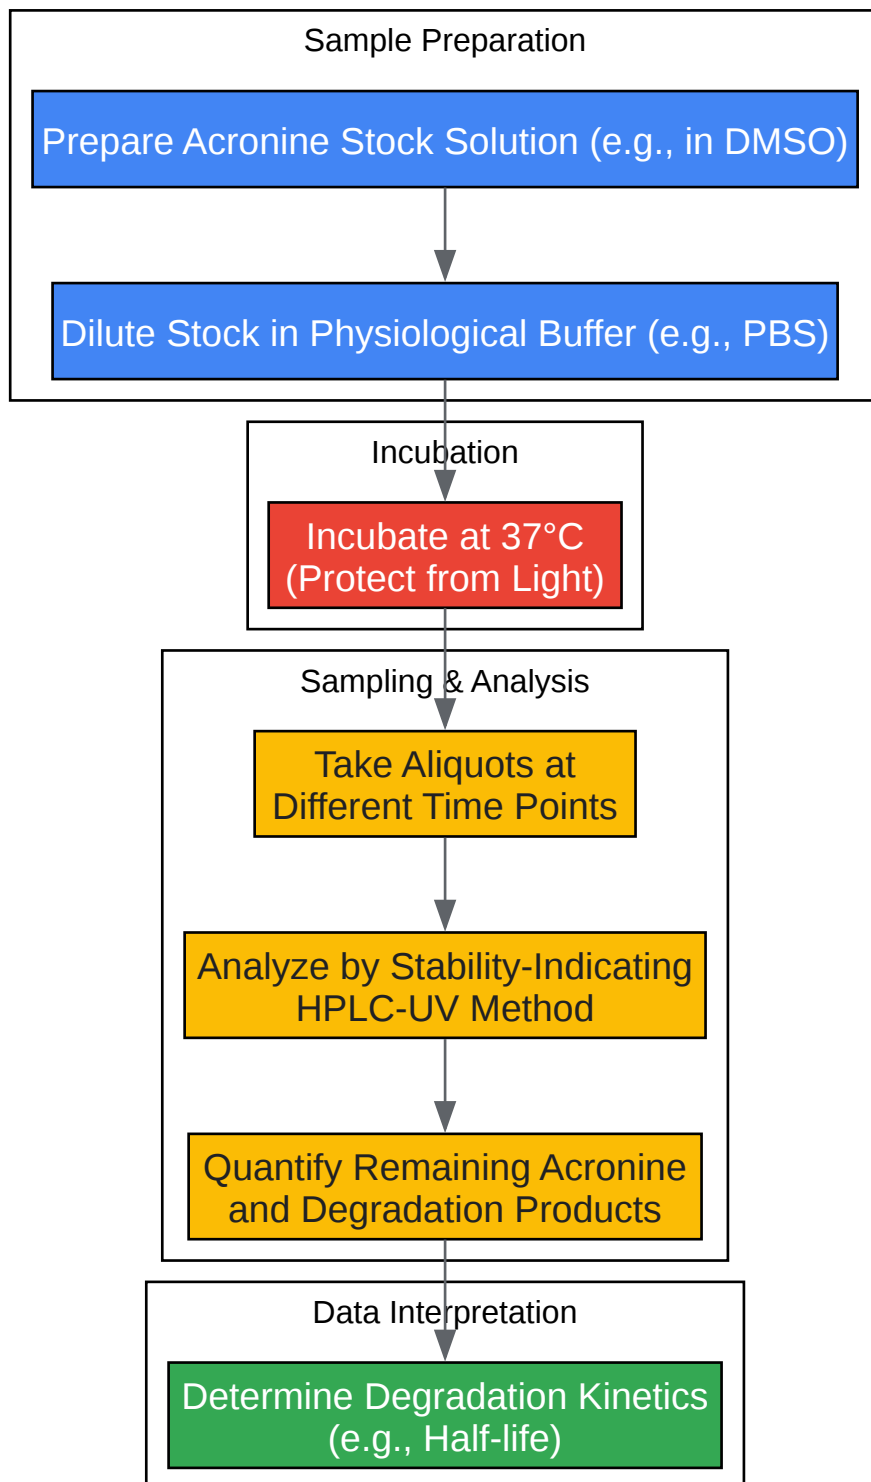 Sample Preparation
Prepare Acronine Stock Solution (e.g., in DMSO)
Dilute Stock in Physiological Buffer (e.g., PBS)
Incubation
Incubate at 37°C
(Protect from Light)
Sampling & Analysis
Take Aliquots at
Different Time Points
Analyze by Stability-Indicating
HPLC-UV Method
Quantify Remaining Acronine
and Degradation Products
Data Interpretation
Determine Degradation Kinetics
(e.g., Half-life)